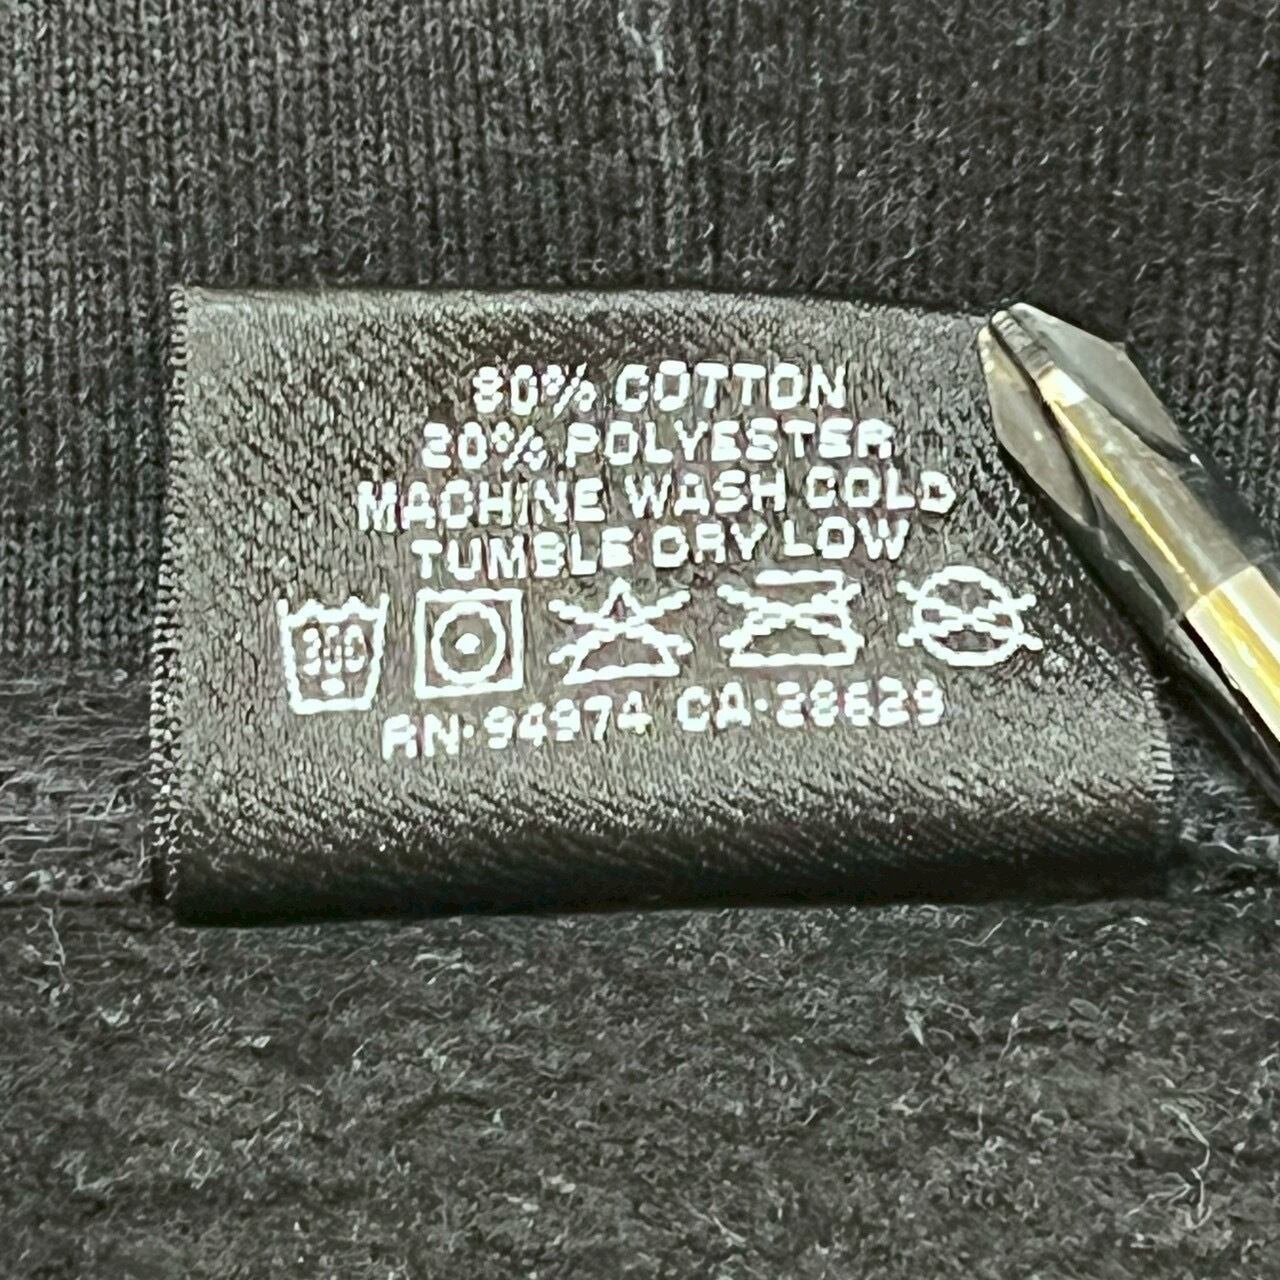 80% COTTON
20% POLYESTER
MACHINE WASH COLD
TUMBLE DRY LOW
RN·94974 CA·28629